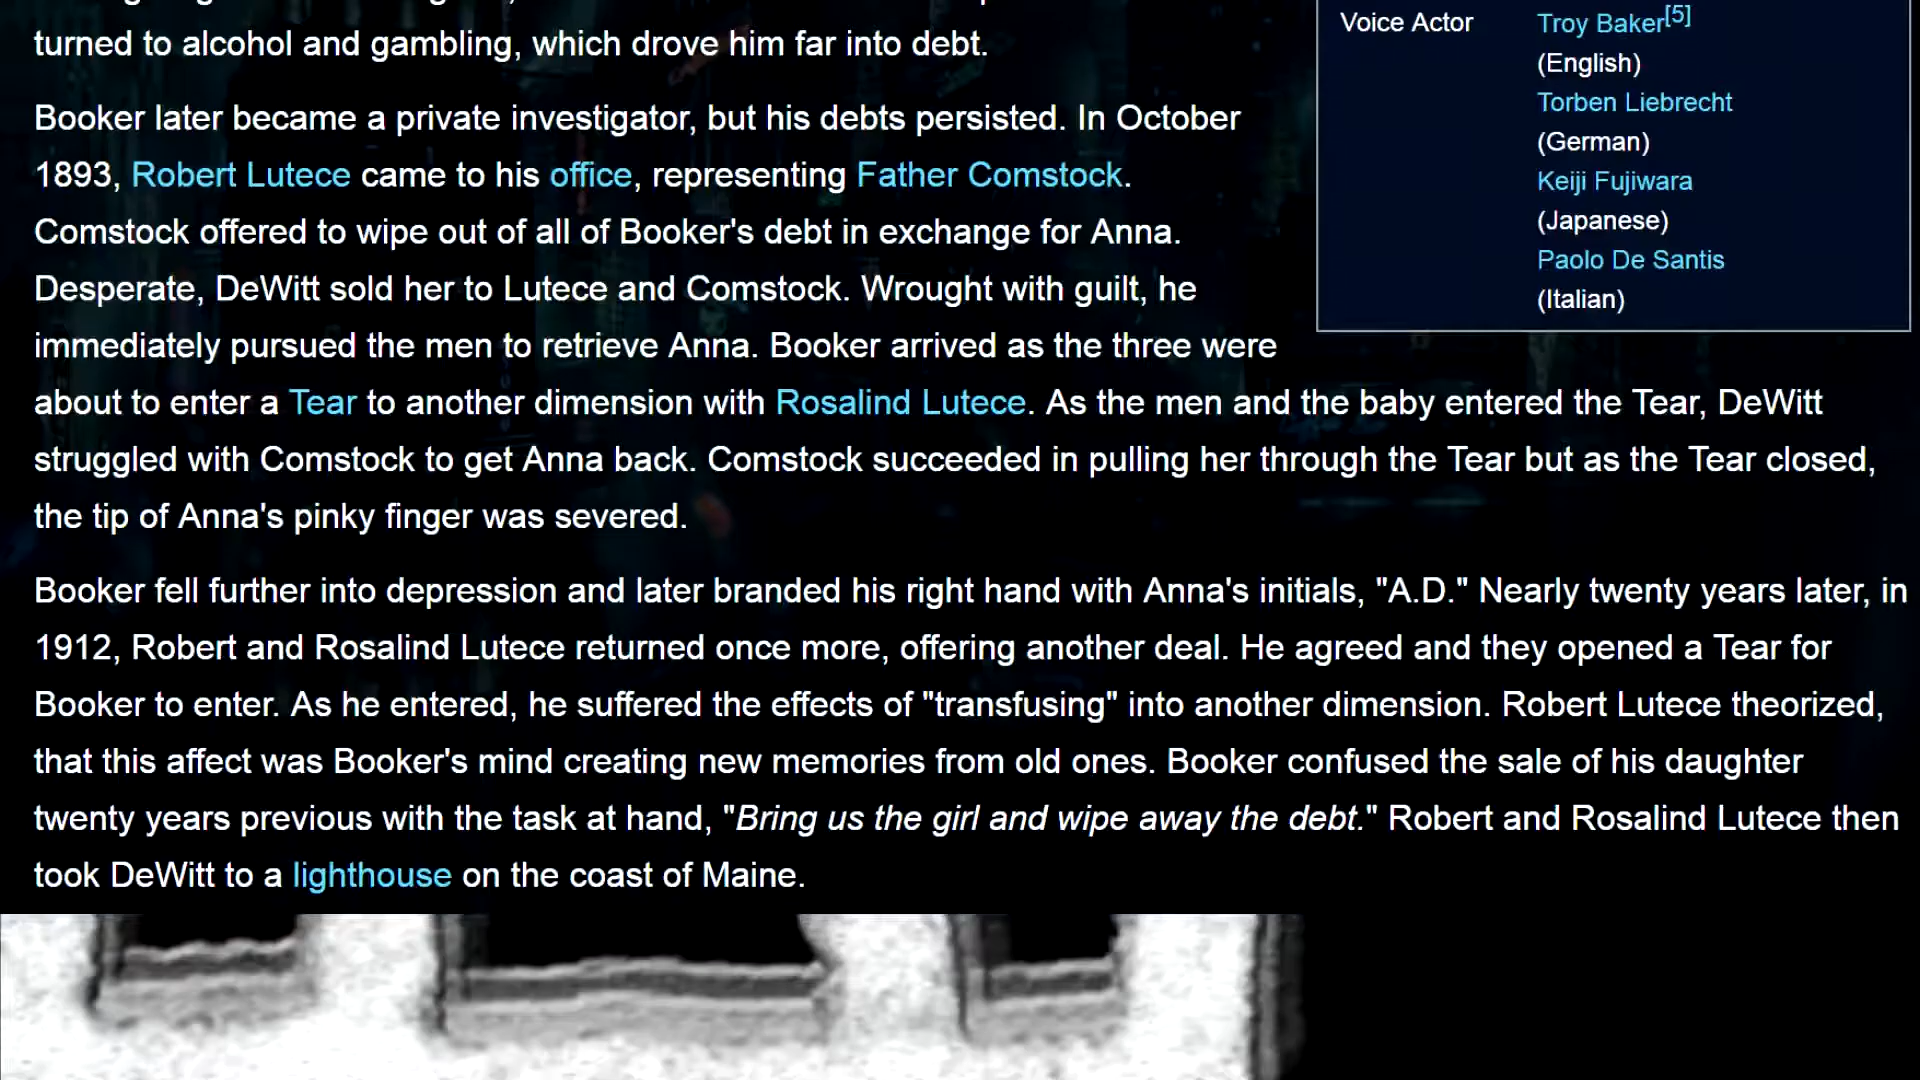 turned to alcohol and gambling, which drove him far into debt.
Booker later became a private investigator, but his debts persisted. In October
1893, Robert Lutece came to his office, representing Father Comstock.
Comstock offered to wipe out of all of Booker's debt in exchange for Anna.
Desperate, DeWitt sold her to Lutece and Comstock. Wrought with guilt, he
immediately pursued the men to retrieve Anna. Booker arrived as the three were
about to enter a Tear to another dimension with Rosalind Lutece. As the men and the baby entered the Tear, DeWitt
struggled with Comstock to get Anna back. Comstock succeeded in pulling her through the Tear but as the Tear closed,
the tip of Anna's pinky finger was severed.
Booker fell further into depression and later branded his right hand with Anna's initials, "A.D." Nearly twenty years later, in
1912, Robert and Rosalind Lutece returned once more, offering another deal. He agreed and they opened a Tear for
Booker to enter. As he entered, he suffered the effects of "transfusing" into another dimension. Robert Lutece theorized,
that this affect was Booker's mind creating new memories from old ones. Booker confused the sale of his daughter
twenty years previous with the task at hand, "Bring us the girl and wipe away the debt." Robert and Rosalind Lutece then
took DeWitt to a lighthouse on the coast of Maine.
Voice Actor
Troy Baker[5]
(English)
Torben Liebrecht
(German)
Keiji Fujiwara
(Japanese)
Paolo De Santis
(Italian)